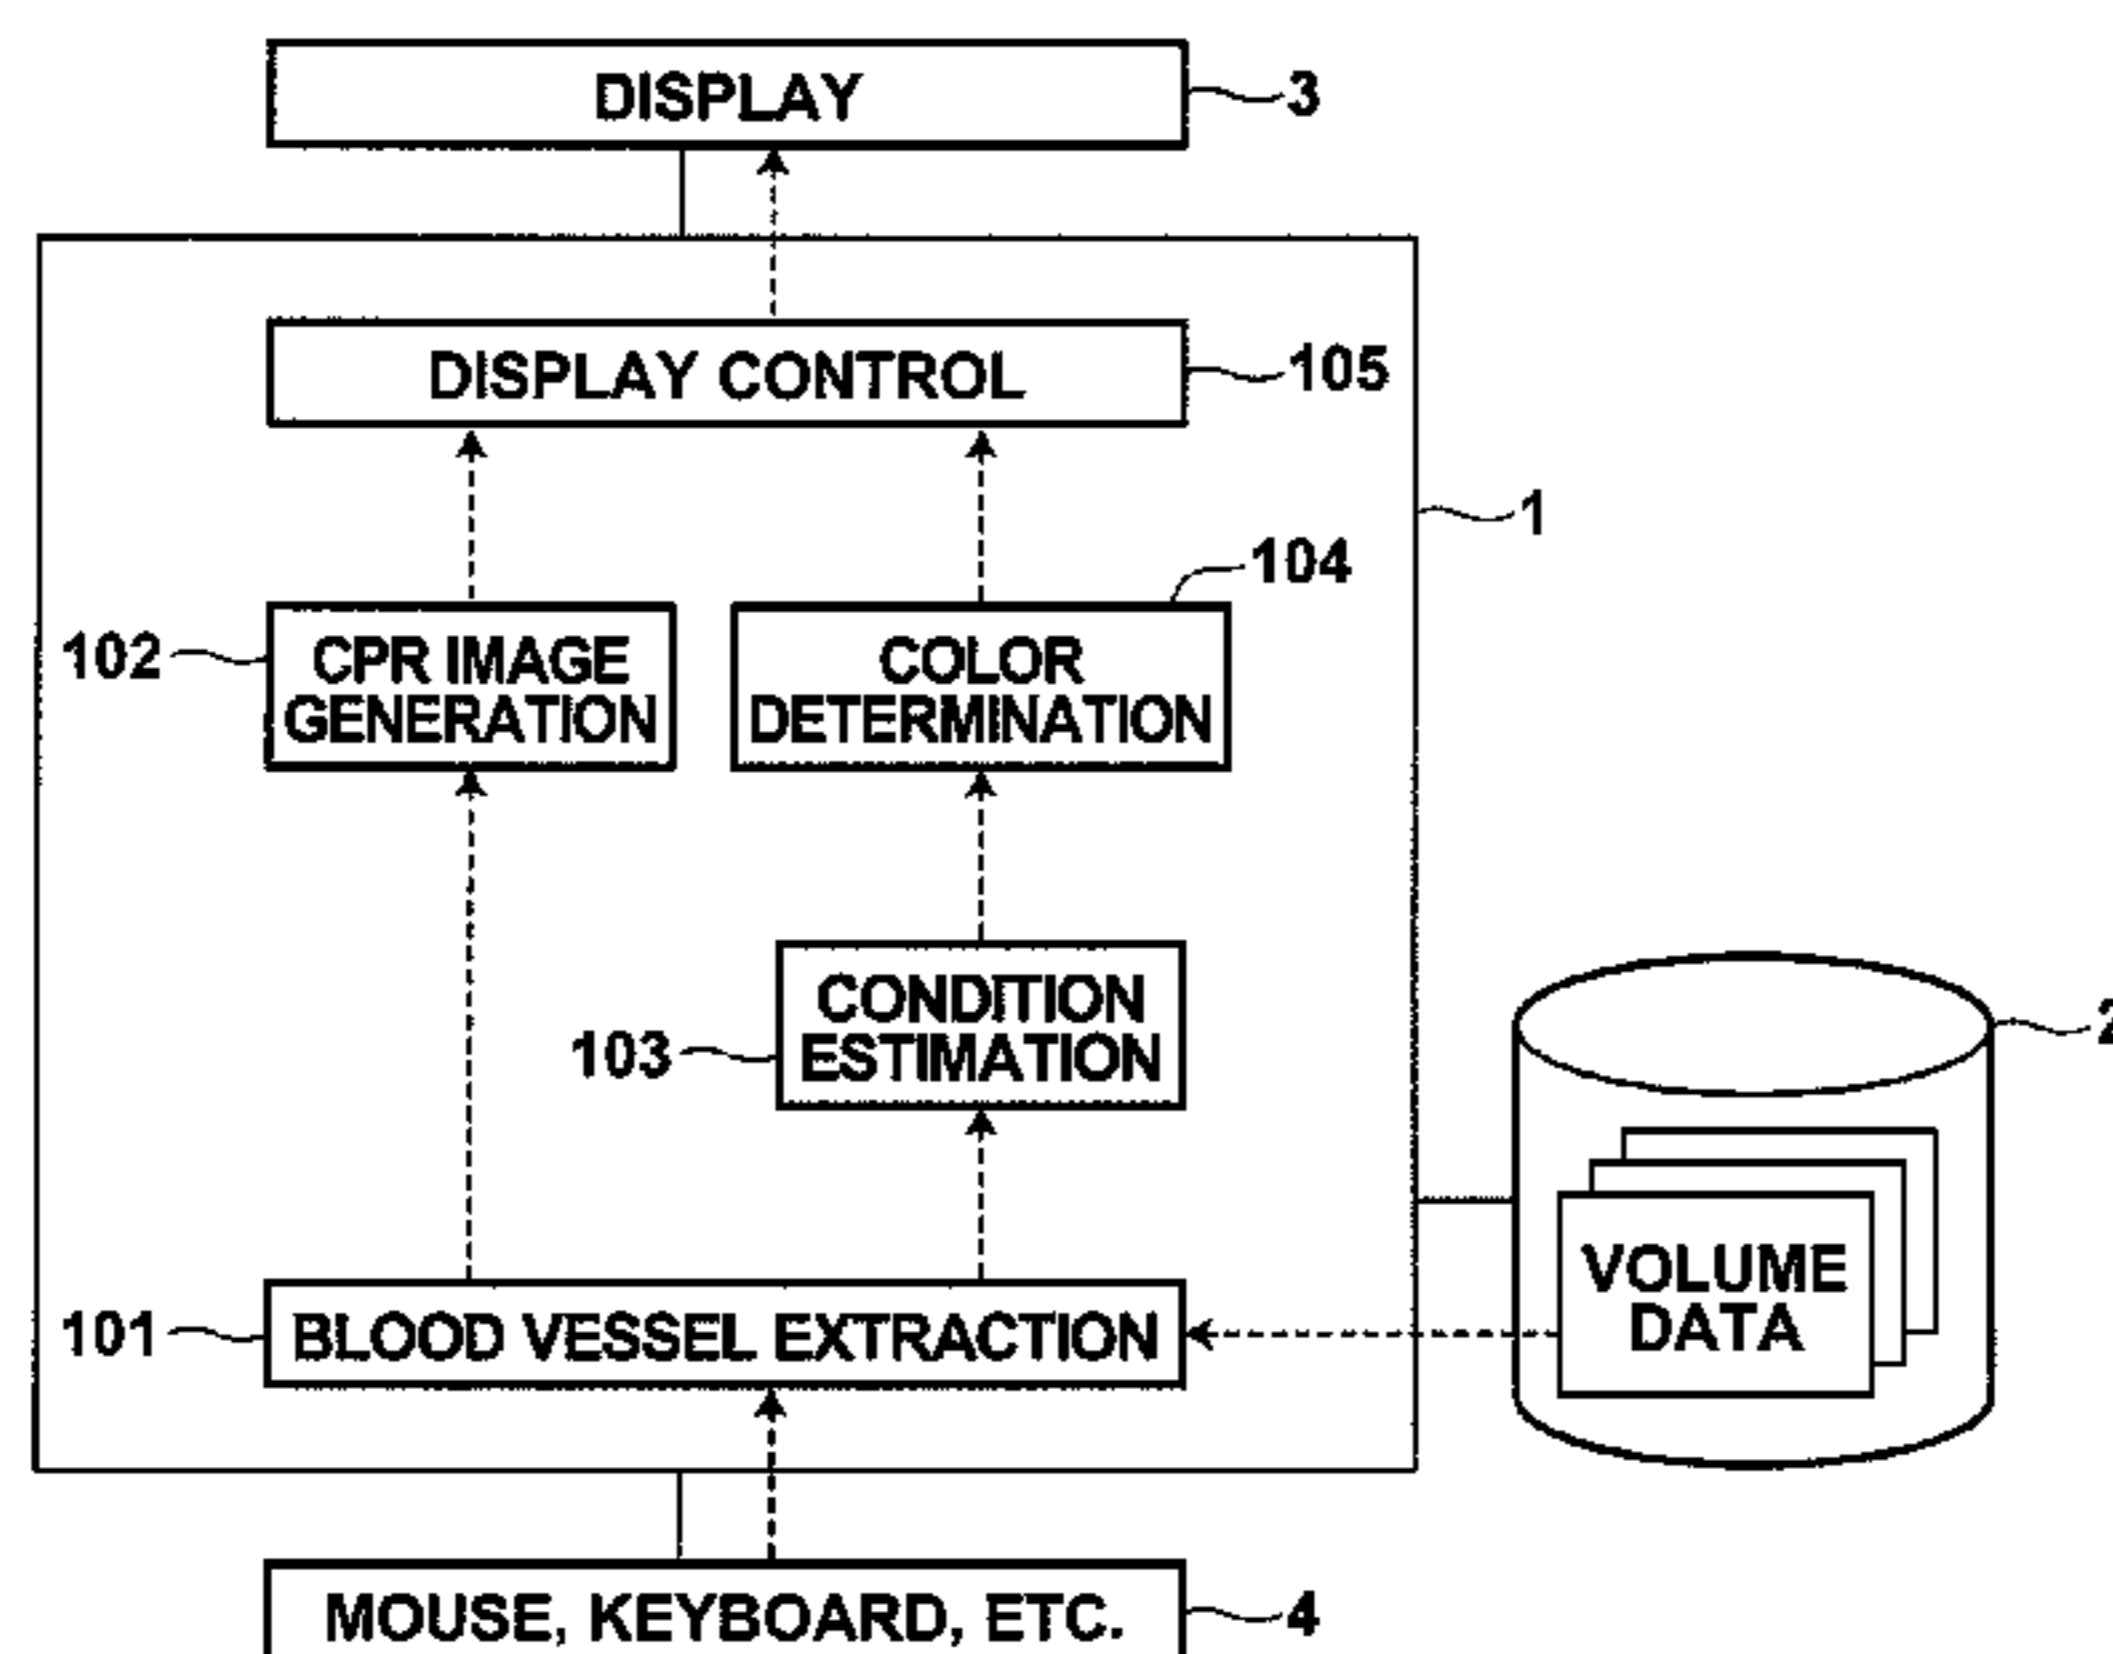 DISPLAY
3
DISPLAY CONTROL
105
1
104
102
CPR IMAGE
GENERATION
COLOR
DETERMINATION
CONDITION
ESTIMATION
103
2
VOLUME
DATA
101
BLOOD VESSEL EXTRACTION
MOUSE, KEYBOARD, ETC.
4